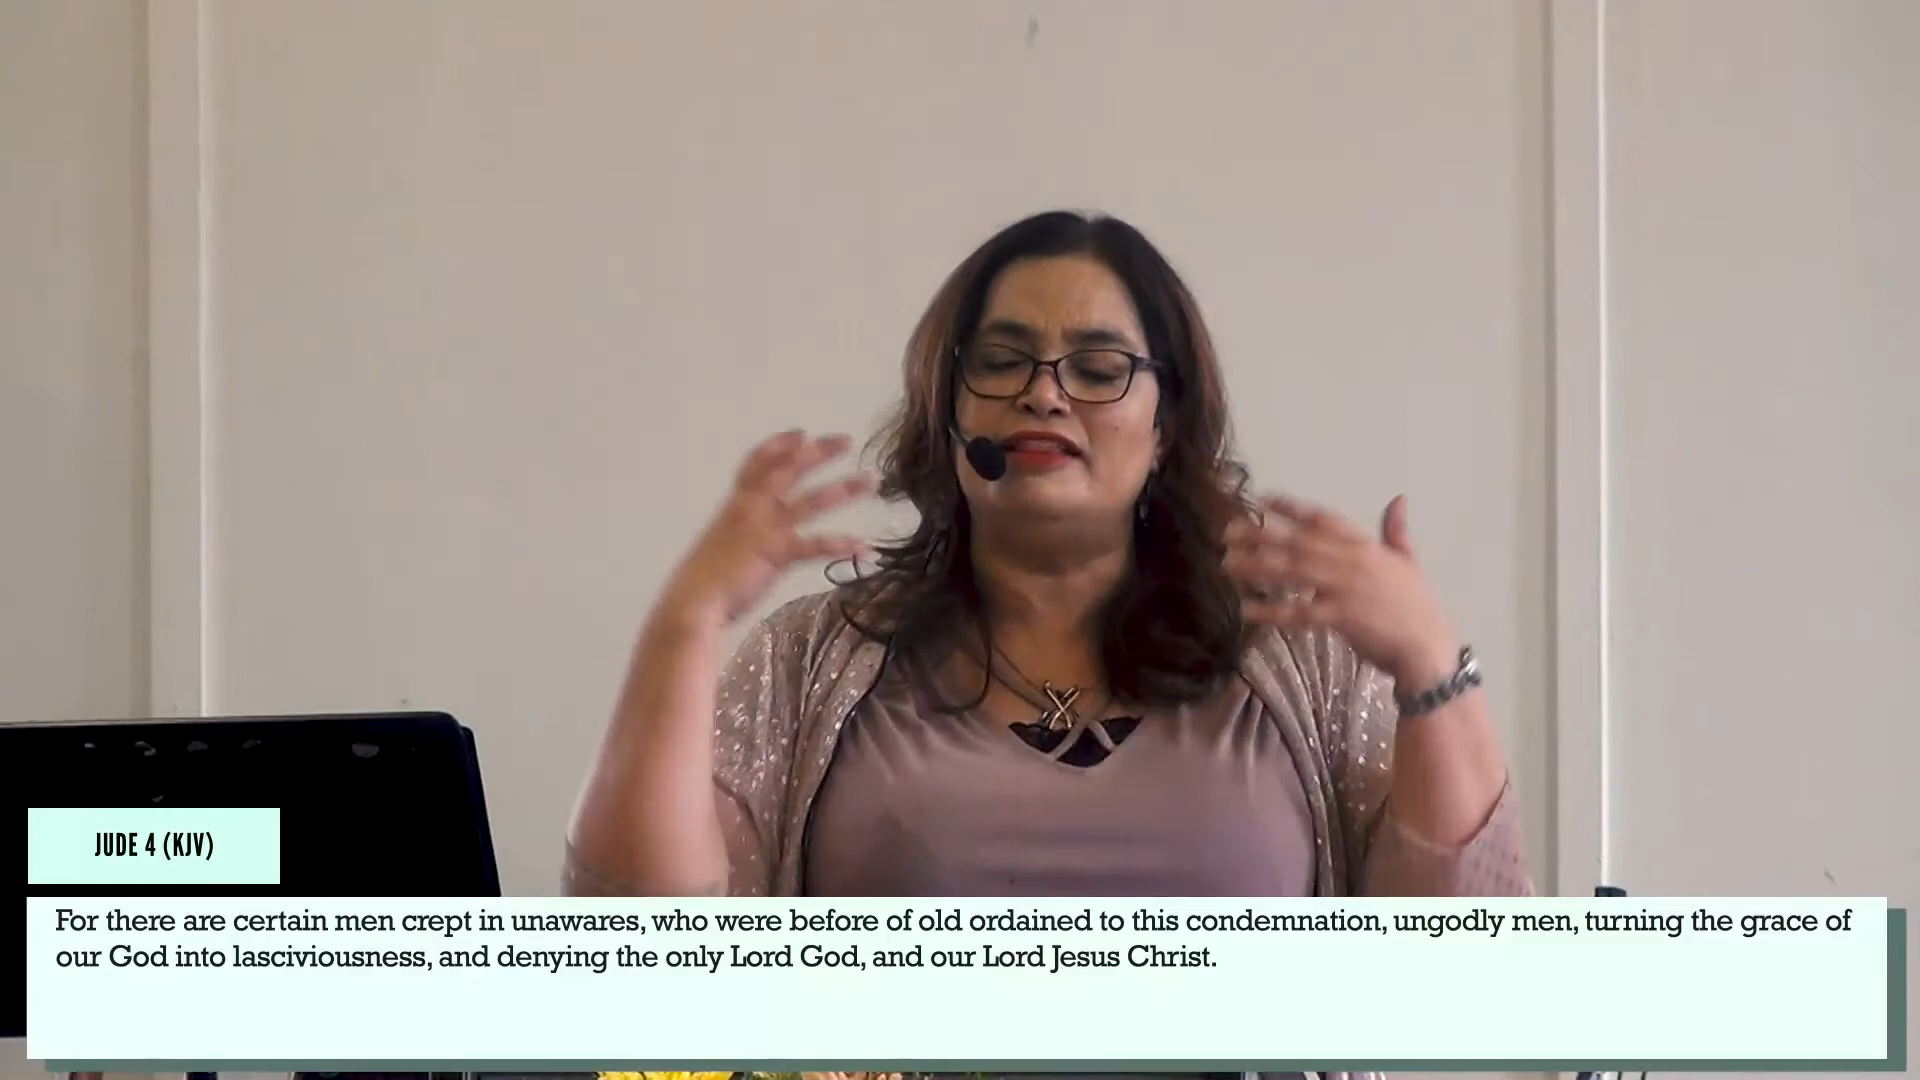 JUDE 4 (KJV)
For there are certain men crept in unawares, who were before of old ordained to this condemnation, ungodly men, turning the grace of
our God into lasciviousness, and denying the only Lord God, and our Lord Jesus Christ.